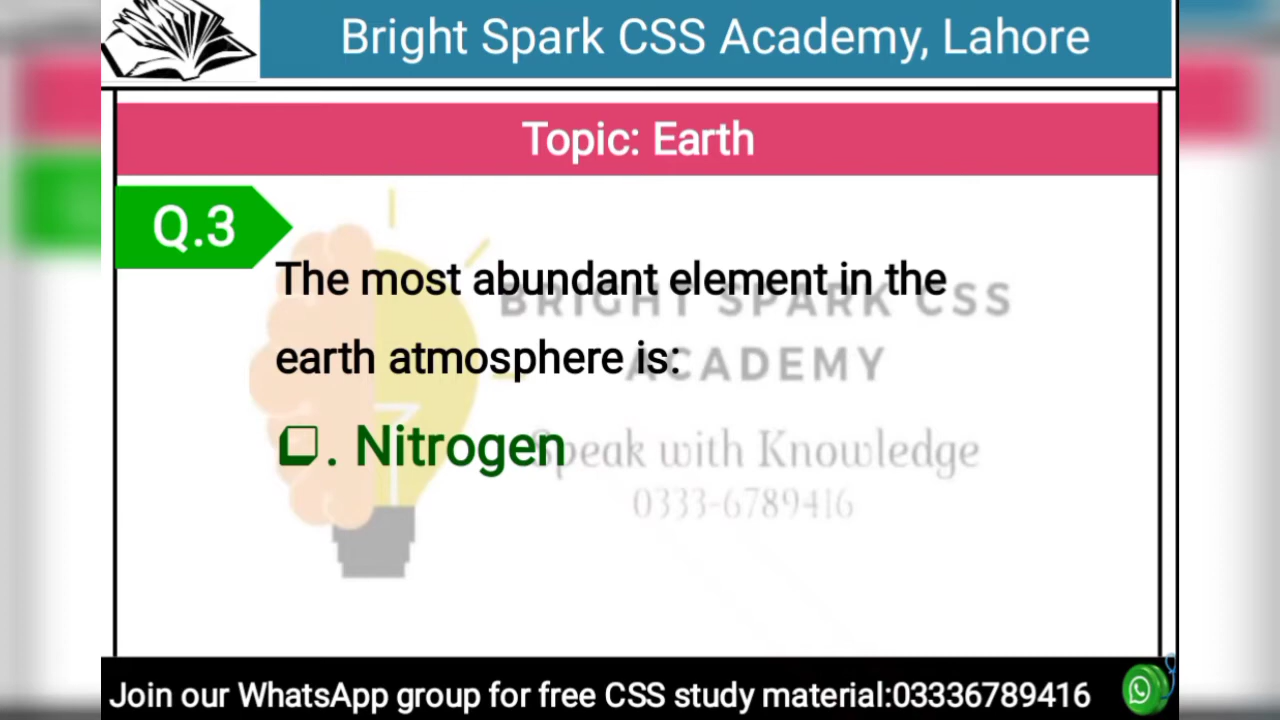 Bright Spark CSS Academy, Lahore
Topic: Earth
Q.3
The most abundant element in the
BRIGHT SPARK CSS
earth atmosphere is:
ACADEMY
. Nitrogen
Speak with Knowledge
0333-6789416
Join our WhatsApp group for free CSS study material:03336789416